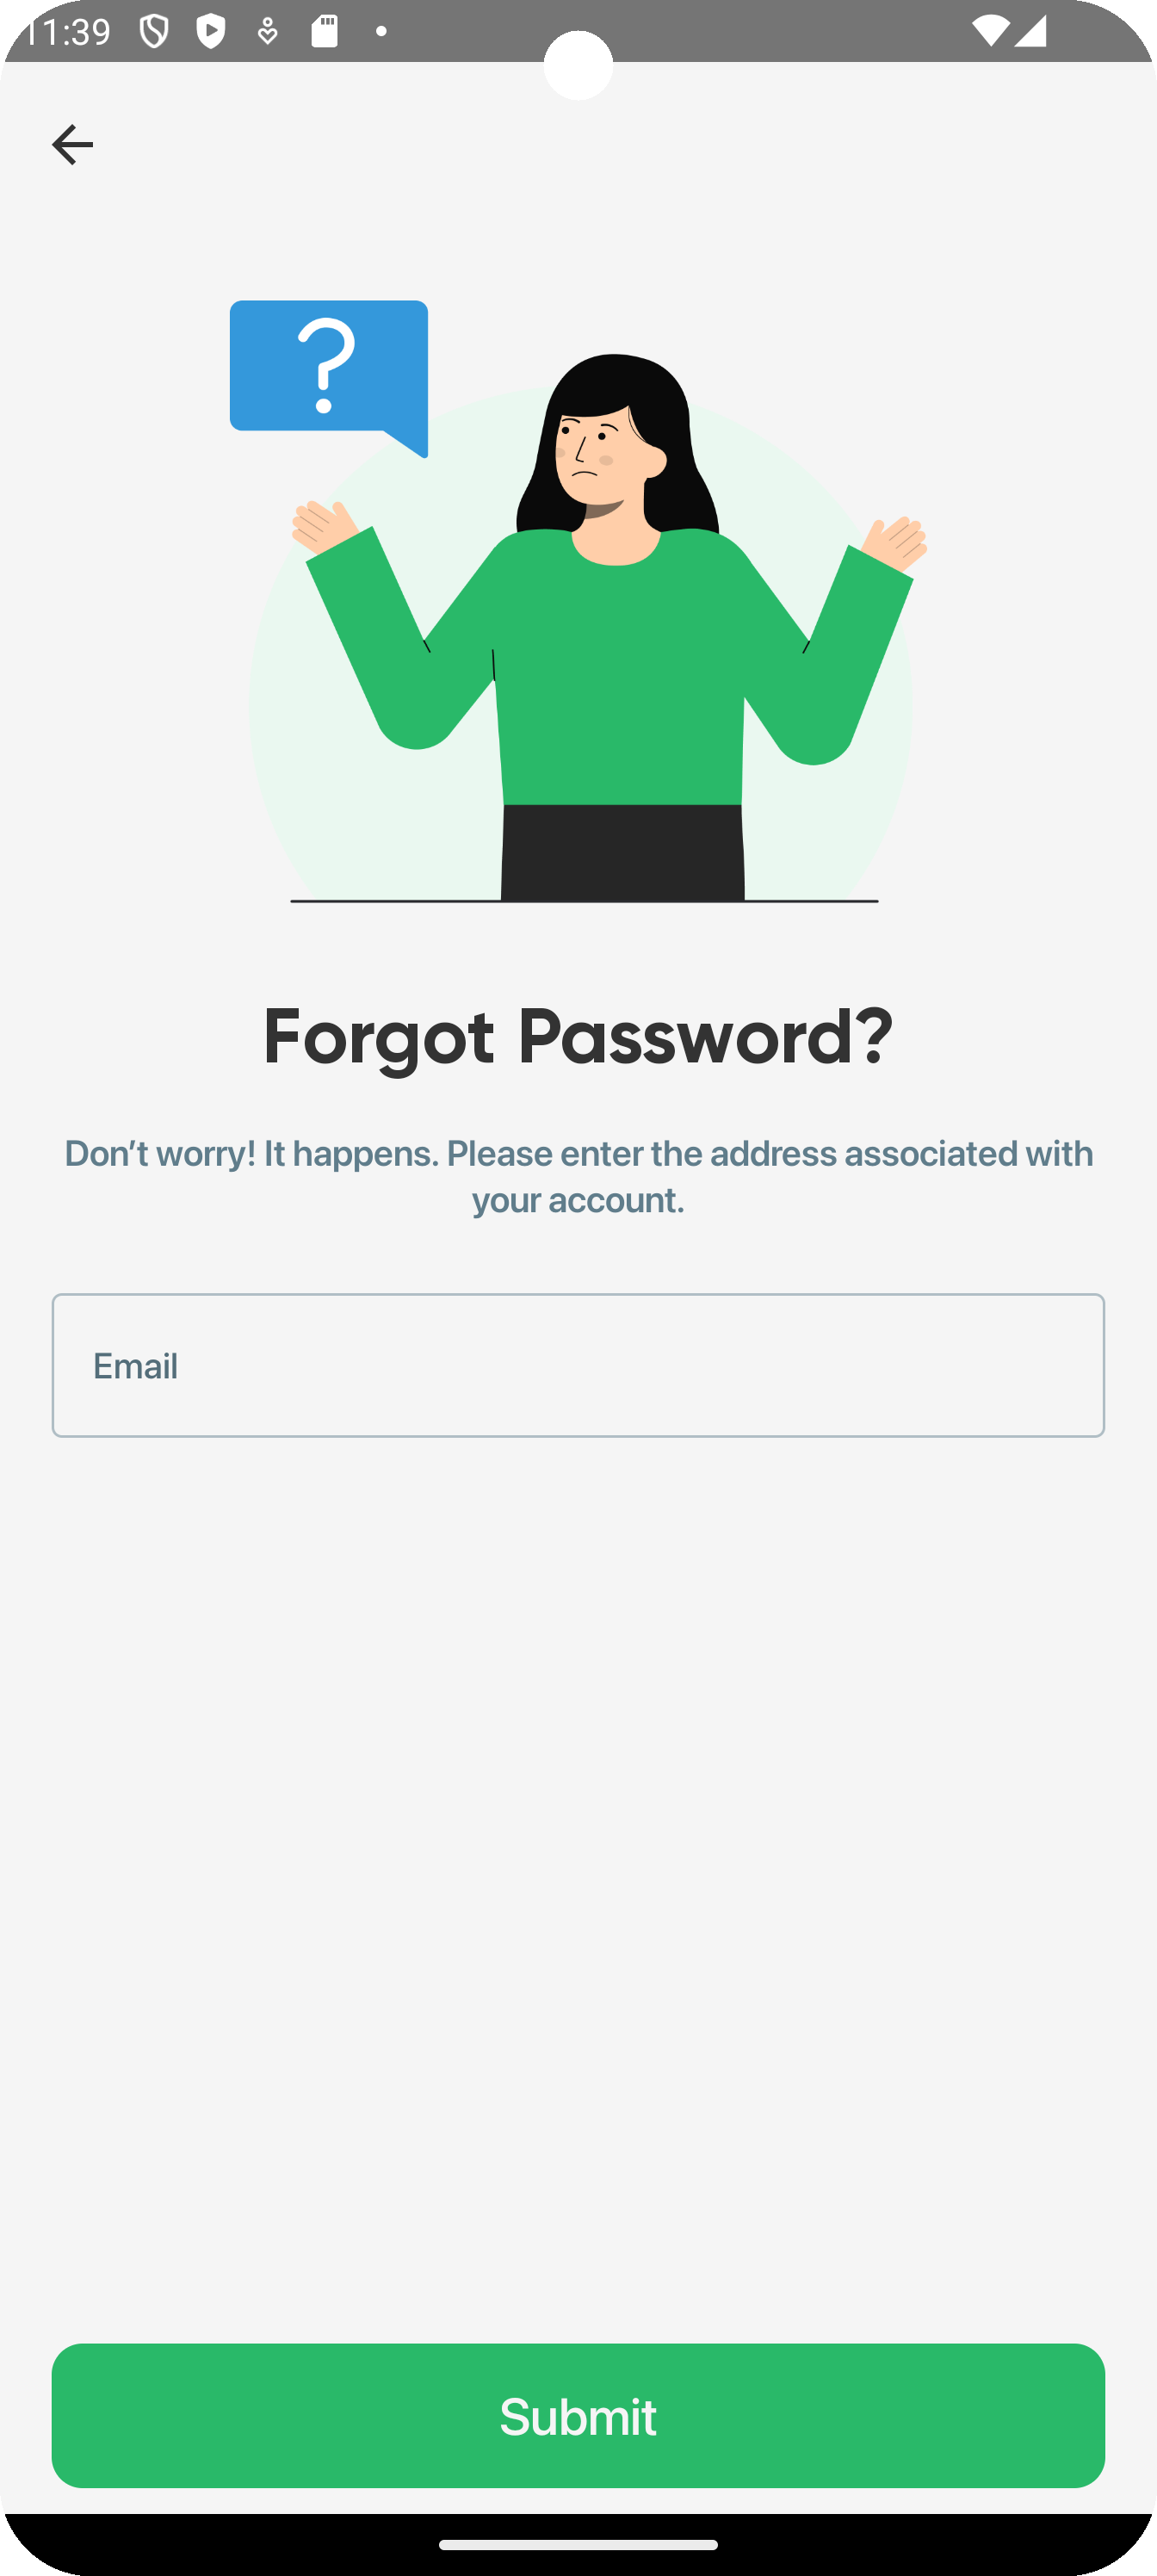 11:39
?
Forgot Password?
Don’t worry! It happens. Please enter the address associated with
your account.
Email
Submit